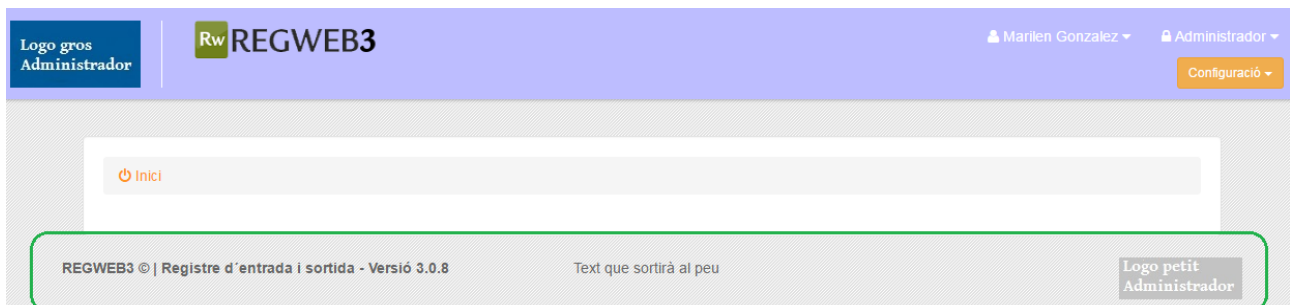 Logo gros
Administrador
Rw REGWEB3
Marilen Gonzalez
Administrador
Configuració
Inici
REGWEB3 © | Registre d´entrada i sortida - Versió 3.0.8
Text que sortirà al peu
Logo petit
Administrador